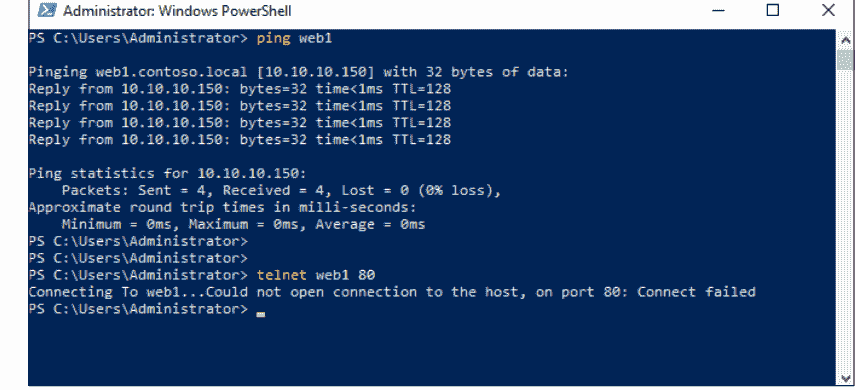 Administrator: Windows PowerShell
PS C:\Users\Administrator> ping web1
Pinging web1.contoso.local [10.10.10.150] with 32 bytes of data:
Reply from 10.10.10.150: bytes=32 time<1ms TTL=128
Reply from 10.10.10.150: bytes=32 time<1ms TTL=128
Reply from 10.10.10.150: bytes=32 time<1ms TTL=128
Reply from 10.10.10.150: bytes=32 time<1ms TTL=128
Ping statistics for 10.10.10.150:
    Packets: Sent = 4, Received = 4, Lost = 0 (0% loss),
Approximate round trip times in milli-seconds:
    Minimum = 0ms, Maximum = 0ms, Average = 0ms
PS C:\Users\Administrator>
PS C:\Users\Administrator>
PS C:\Users\Administrator> telnet web1 80
Connecting To web1...Could not open connection to the host, on port 80: Connect failed
PS C:\Users\Administrator>